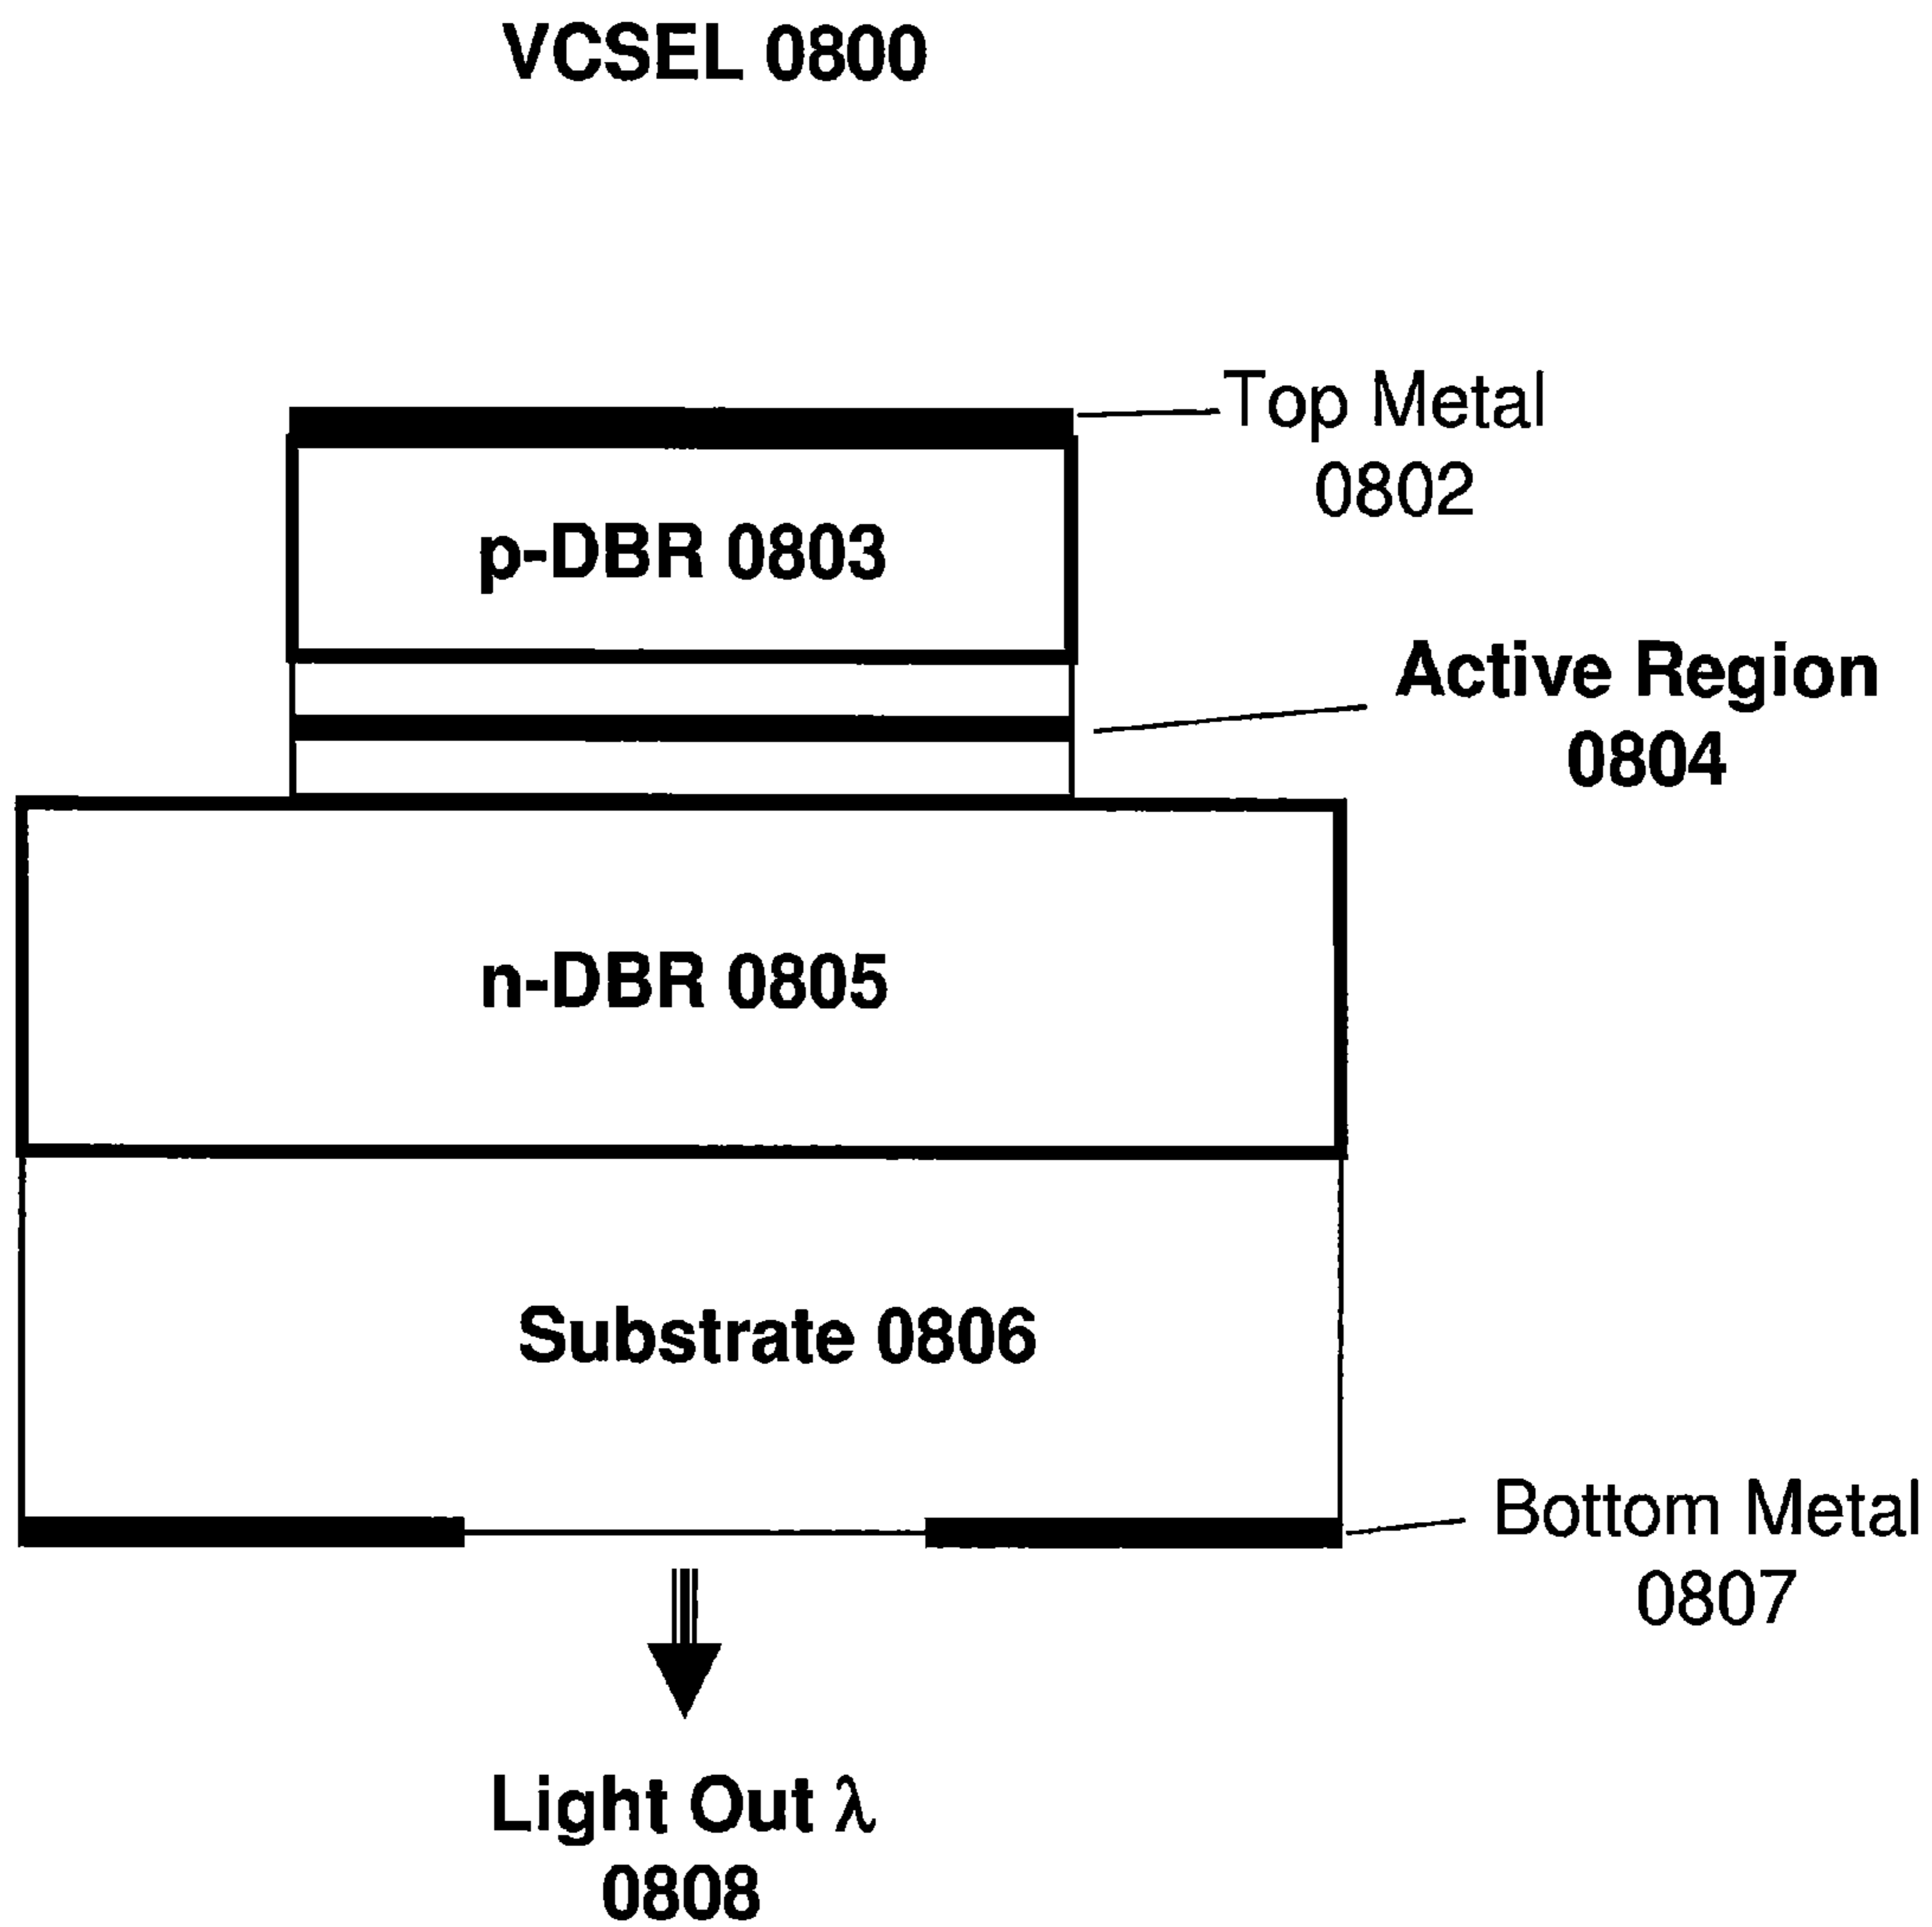 VCSEL 0800
Top Metal
0802
p-DBR 0803
Active Region
0804
n-DBR 0805
Substrate 0806
Bottom Metal
0807
Light Out λ
0808